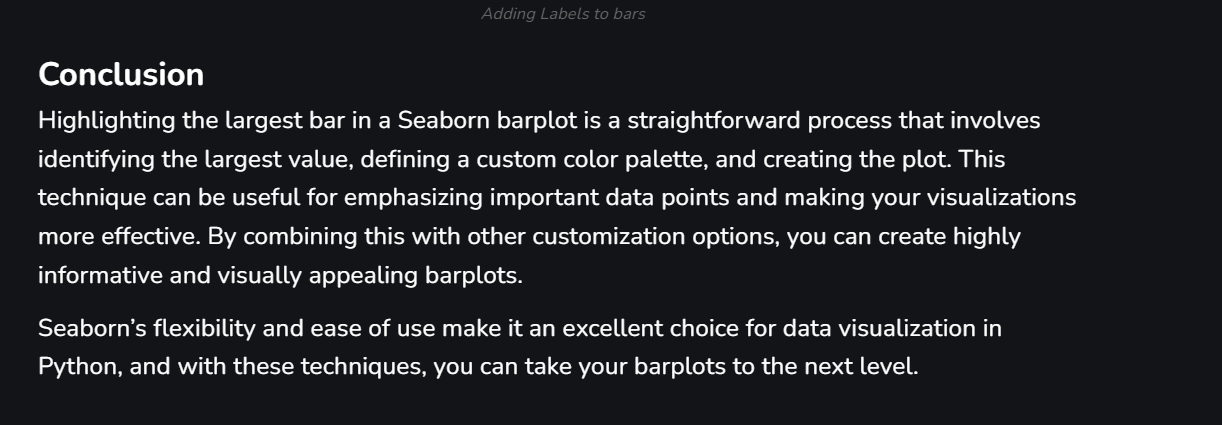 Adding Labels to bars
Conclusion
Highlighting the largest bar in a Seaborn barplot is a straightforward process that involves
identifying the largest value, defining a custom color palette, and creating the plot. This
technique can be useful for emphasizing important data points and making your visualizations
more effective. By combining this with other customization options, you can create highly
informative and visually appealing barplots.
Seaborn’s flexibility and ease of use make it an excellent choice for data visualization in
Python, and with these techniques, you can take your barplots to the next level.